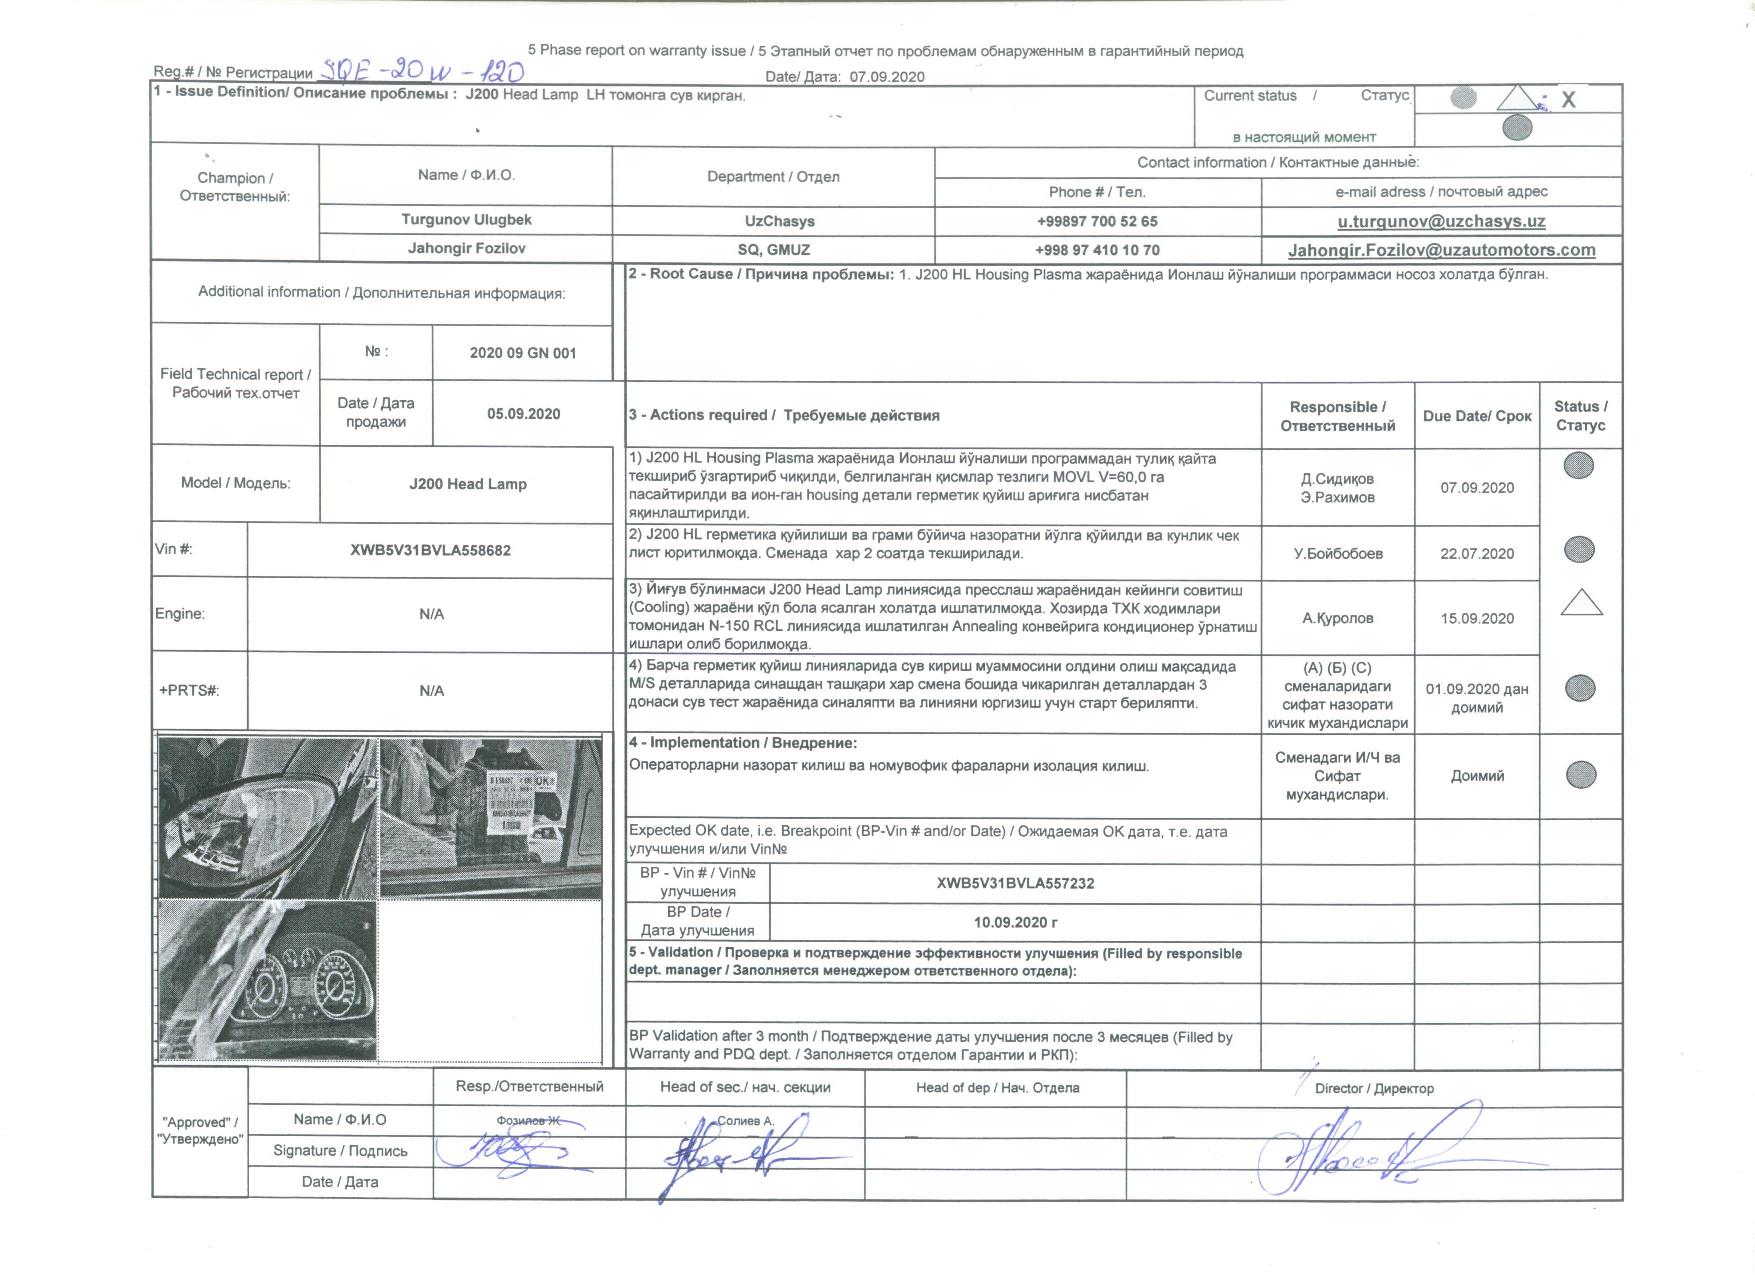 5 Phase report on warranty issue / 5 Этапный отчет по проблемам обнаруженным в гарантийный период
Reg.# / № Регистрации SQE-20W-120
Date/ Дата: 07.09.2020
1 - Issue Definition/ Описание проблемы : J200 Head Lamp LH томонга сув кирган.
Current status / Статус
в настоящий момент
X
Champion /
Ответственный:
Name / Ф.И.О.
Department / Отдел
Contact information / Контактные данные:
Phone # / Тел.
e-mail adress / почтовый адрес
Turgunov Ulugbek
UzChasys
+99897 700 52 65
u.turgunov@uzchasys.uz
Jahongir Fozilov
SQ, GMUZ
+998 97 410 10 70
Jahongir.Fozilov@uzautomotors.com
Additional information / Дополнительная информация:
2 - Root Cause / Причина проблемы: 1. J200 HL Housing Plasma жараёнида Ионлаш йўналиши программаси носоз холатда бўлган.
Field Technical report /
Рабочий тех.отчет
№ :
2020 09 GN 001
Date / Дата
продажи
05.09.2020
3 - Actions required / Требуемые действия
Responsible /
Ответственный
Due Date/ Срок
Status /
Статус
Model / Модель:
J200 Head Lamp
1) J200 HL Housing Plasma жараёнида Ионлаш йўналиши программадан тулиқ қайта
текшириб ўзгартириб чиқилди, белгиланган қисмлар тезлиги MOVL V=60,0 га
пасайтирилди ва ион-ган housing детали герметик қуйиш ариғига нисбатан
яқинлаштирилди.
Д.Сидиқов
Э.Рахимов
07.09.2020
Vin #:
XWB5V31BVLA558682
2) J200 HL герметика қуйилиши ва грами бўйича назоратни йўлга қўйилди ва кунлик чек
лист юритилмоқда. Сменада хар 2 соатда текширилади.
У.Бойбобоев
22.07.2020
Engine:
N/A
3) Йиғув бўлинмаси J200 Head Lamp линиясида пресслаш жараёнидан кейинги совитиш
(Cooling) жараёни қўл бола ясалган холатда ишлатилмоқда. Хозирда ТХК ходимлари
томонидан N-150 RCL линиясида ишлатилган Annealing конвейрига кондиционер ўрнатиш
ишлари олиб борилмоқда.
А.Қуролов
15.09.2020
+PRTS#:
N/A
4) Барча герметик қуйиш линияларида сув кириш муаммосини олдини олиш мақсадида
M/S деталларида синашдан ташқари хар смена бошида чикарилган деталлардан 3
донаси сув тест жараёнида синаляпти ва линияни юргизиш учун старт бериляпти.
(А) (Б) (С)
сменаларидаги
сифат назорати
кичик мухандислари
01.09.2020 дан
доимий
OK
4 - Implementation / Внедрение:
Операторларни назорат килиш ва номувофик фараларни изолация килиш.
Сменадаги И/Ч ва
Сифат
мухандислари.
Доимий
Expected OK date, i.e. Breakpoint (BP-Vin # and/or Date) / Ожидаемая ОК дата, т.е. дата
улучшения и/или Vin№
BP - Vin # / Vin№
улучшения
XWB5V31BVLA557232
BP Date /
Дата улучшения
10.09.2020 г
5 - Validation / Проверка и подтверждение эффективности улучшения (Filled by responsible
dept. manager / Заполняется менеджером ответственного отдела):
BP Validation after 3 month / Подтверждение даты улучшения после 3 месяцев (Filled by
Warranty and PDQ dept. / Заполняется отделом Гарантии и РКП):
"Approved" /
"Утверждено"
Resp./Ответственный
Head of sec./ нач. секции
Head of dep / Нач. Отдела
Director / Директор
Name / Ф.И.О
Фозилов Ж.
Солиев А.
Signature / Подпись
Date / Дата